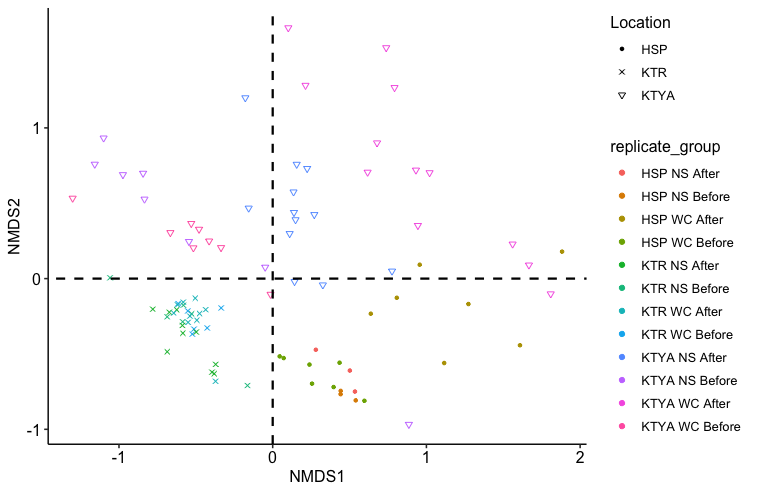 Location
HSP
KTR
KTYA
replicate_group
HSP NS After
HSP NS Before
HSP WC After
HSP WC Before
KTR NS After
KTR NS Before
KTR WC After
KTR WC Before
KTYA NS After
KTYA NS Before
KTYA WC After
KTYA WC Before
NMDS2
1
0
-1
-1 0 1 2
NMDS1